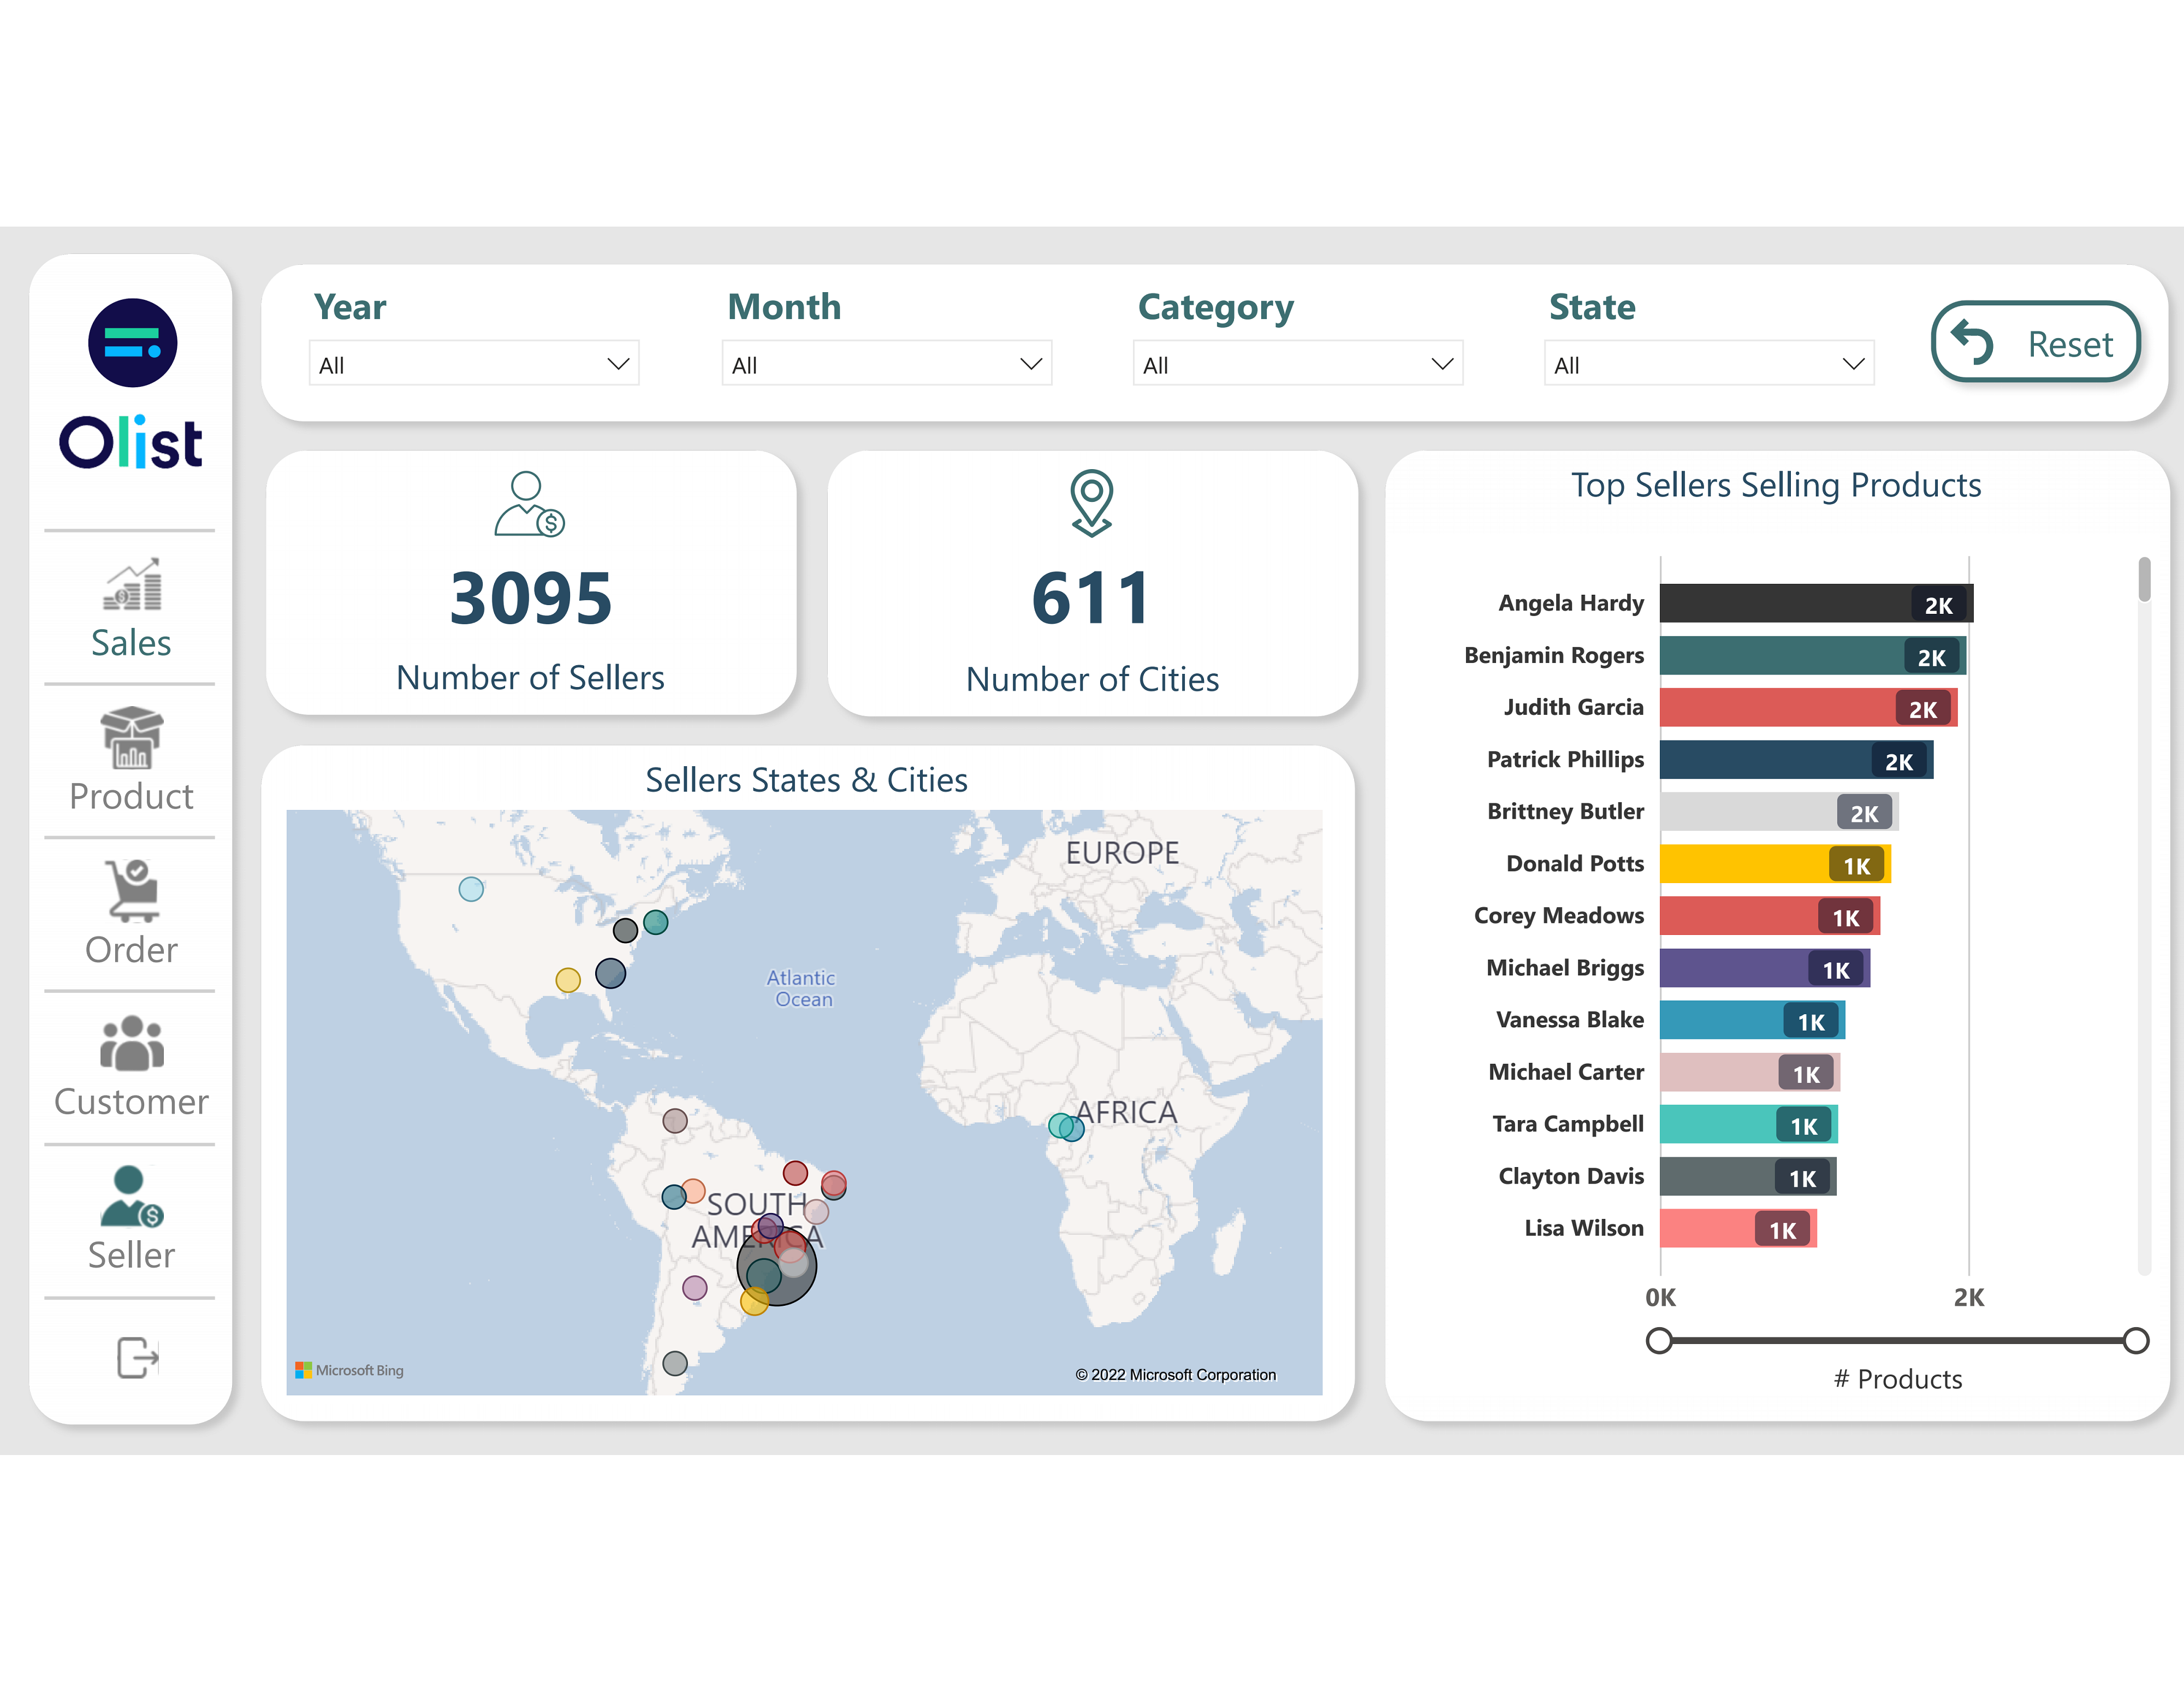 Olist
Sales
Product
Order
Customer
Seller
Year
All
Month
All
Category
All
State
All
Reset
3095
Number of Sellers
611
Number of Cities
Sellers States & Cities
EUROPE
Atlantic
Ocean
AFRICA
SOUTH
AMERICA
Microsoft Bing
© 2022 Microsoft Corporation
Top Sellers Selling Products
Angela Hardy 2K
Benjamin Rogers 2K
Judith Garcia 2K
Patrick Phillips 2K
Brittney Butler 2K
Donald Potts 1K
Corey Meadows 1K
Michael Briggs 1K
Vanessa Blake 1K
Michael Carter 1K
Tara Campbell 1K
Clayton Davis 1K
Lisa Wilson 1K
0K 2K
# Products